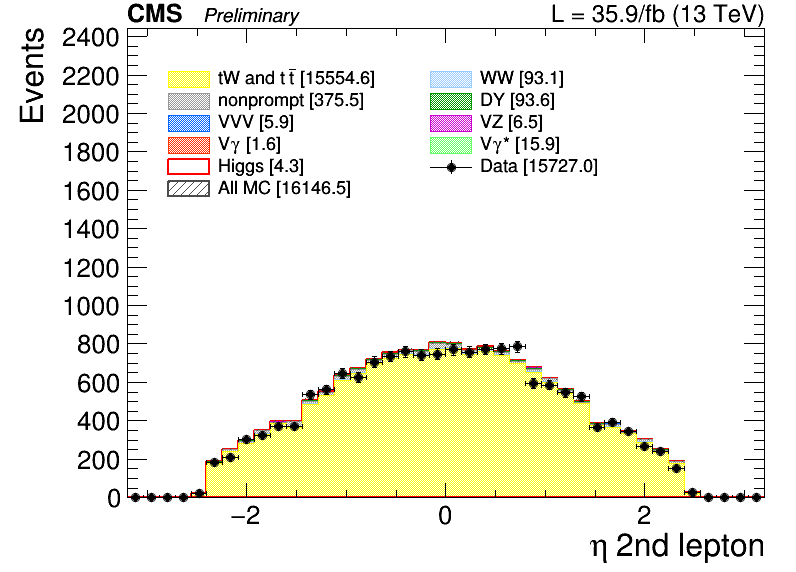 CMS Preliminary L = 35.9/fb (13 TeV)
Events
2400
2200
2000
1800
1600
1400
1200
1000
800
600
400
200
0
tW and t t̄ [15554.6]
nonprompt [375.5]
VVV [5.9]
Vγ [1.6]
Higgs [4.3]
All MC [16146.5]
WW [93.1]
DY [93.6]
VZ [6.5]
Vγ* [15.9]
Data [15727.0]
−2 0 2
η 2nd lepton